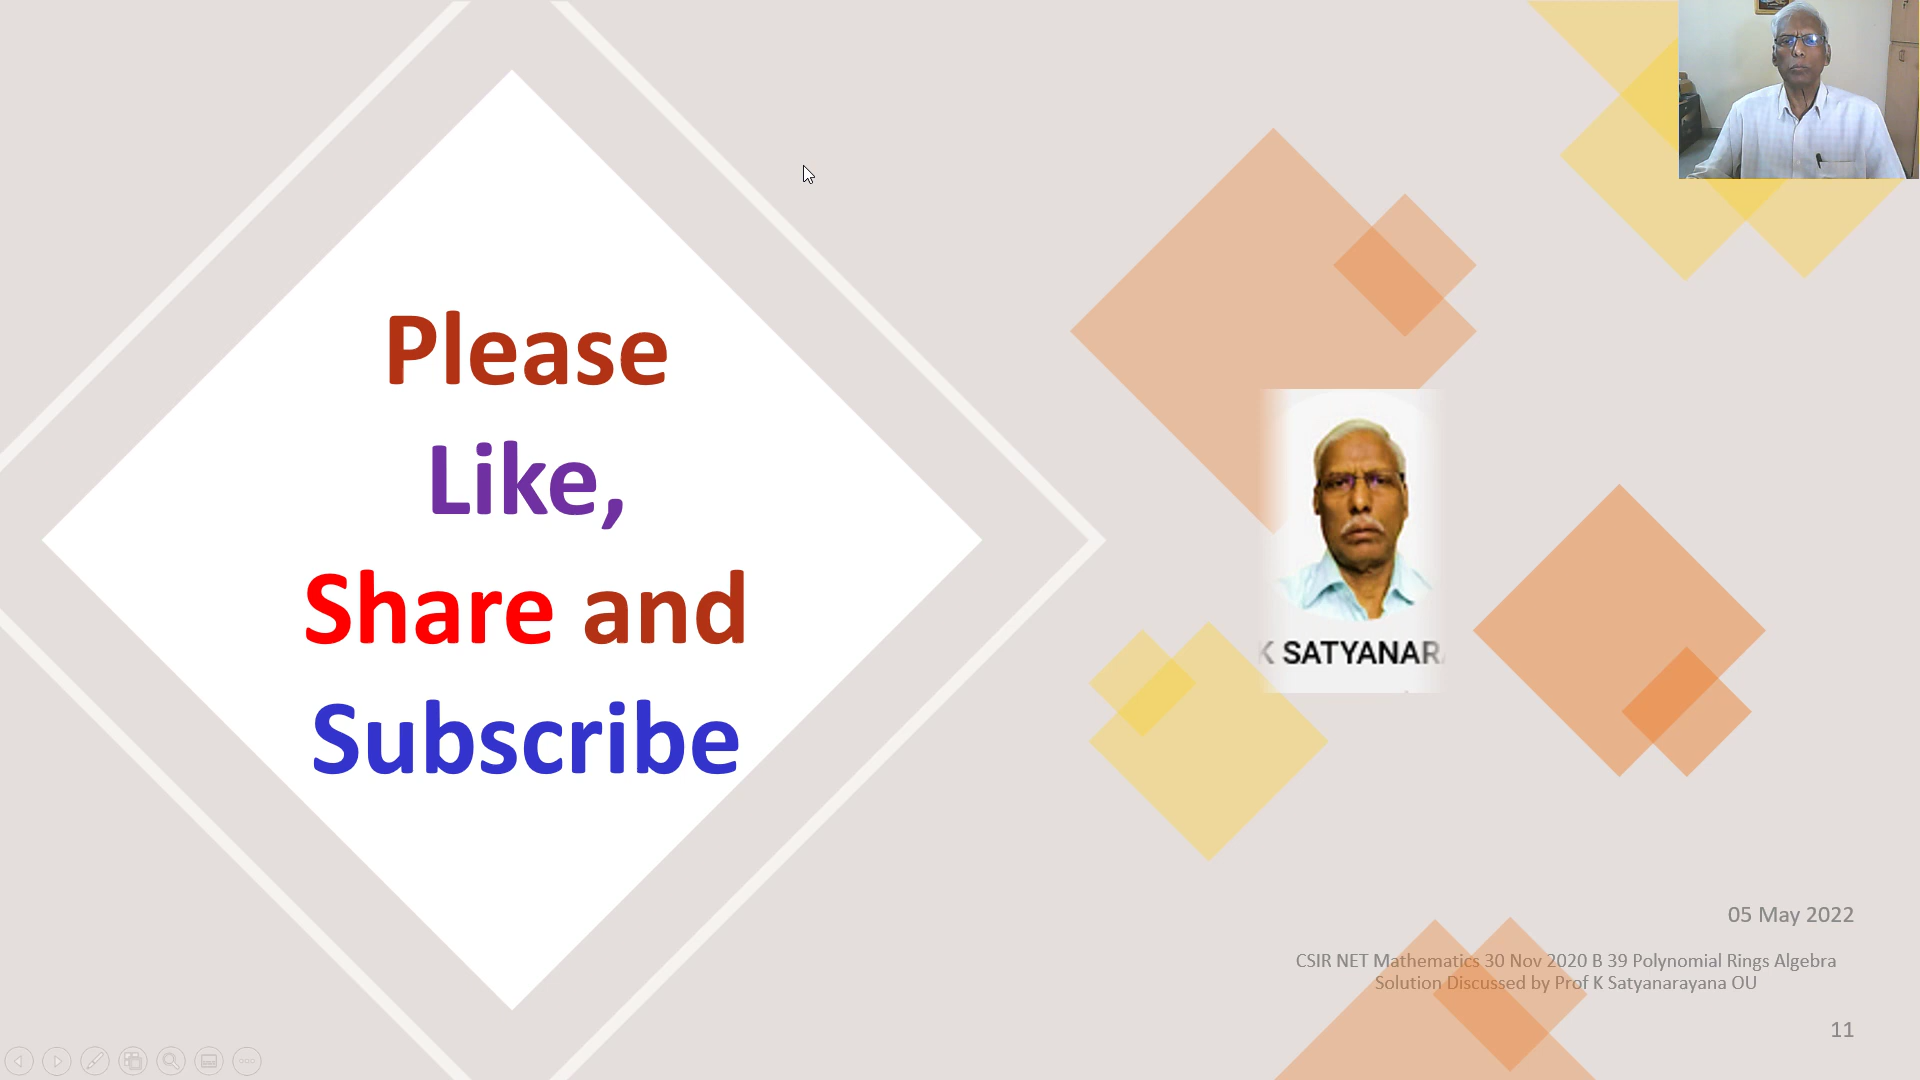 Please
Like,
Share and
Subscribe
K SATYANAR
05 May 2022
CSIR NET Mathematics 30 Nov 2020 B 39 Polynomial Rings Algebra
Solution Discussed by Prof K Satyanarayana OU
11